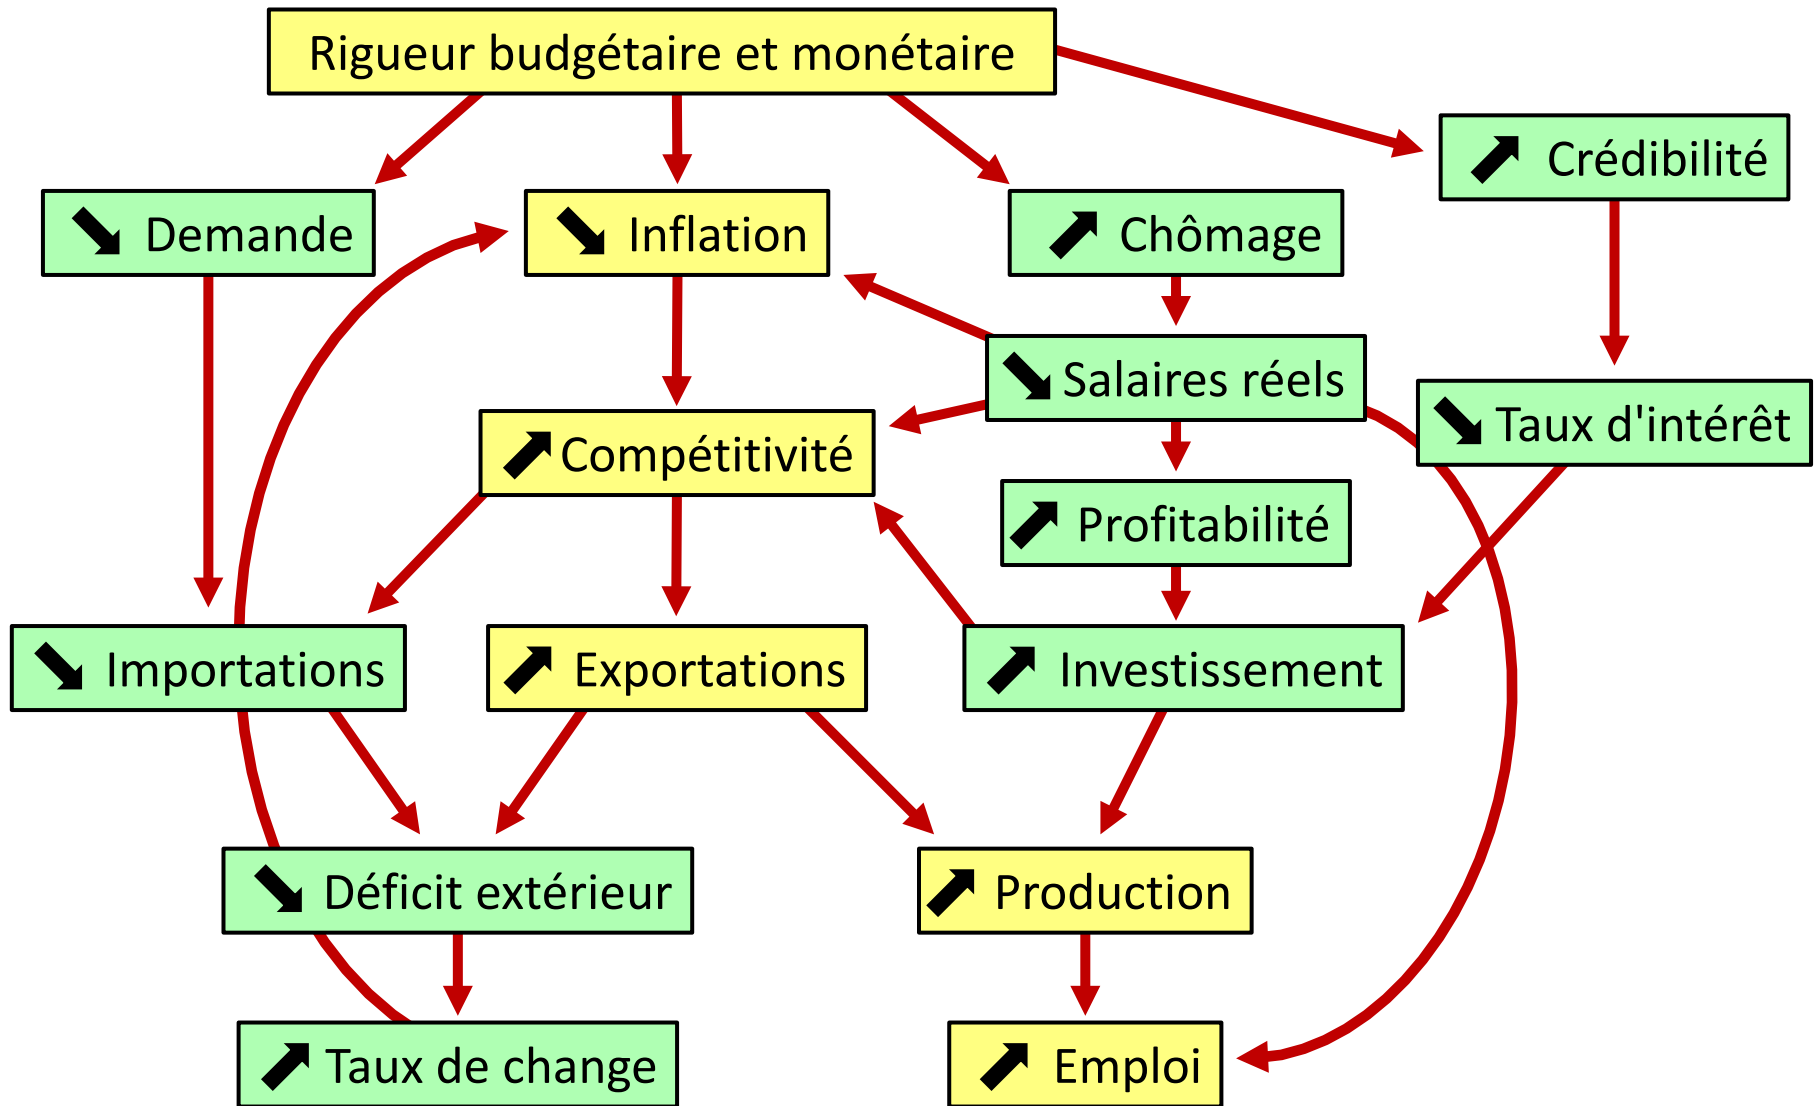 Rigueur budgétaire et monétaire
Crédibilité
Demande
Inflation
Chômage
Salaires réels
Taux d'intérêt
Compétitivité
Profitabilité
Importations
Exportations
Investissement
Déficit extérieur
Production
Taux de change
Emploi